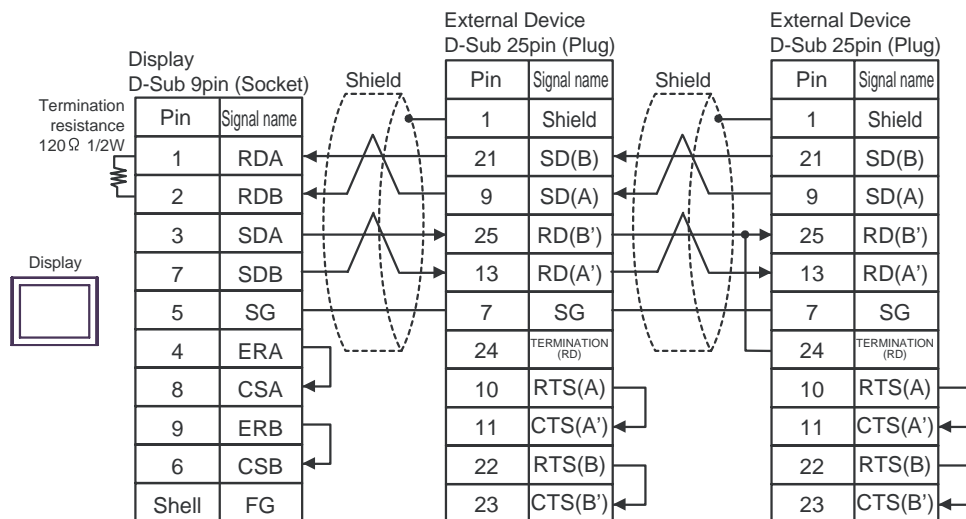 Display
D-Sub 9pin (Socket)
Termination
resistance
120Ω 1/2W
Pin Signal name
1 RDA
2 RDB
3 SDA
7 SDB
5 SG
4 ERA
8 CSA
9 ERB
6 CSB
Shell FG
Display
Shield
External Device
D-Sub 25pin (Plug)
Pin Signal name
1 Shield
21 SD(B)
9 SD(A)
25 RD(B’)
13 RD(A’)
7 SG
24 TERMINATION
(RD)
10 RTS(A)
11 CTS(A’)
22 RTS(B)
23 CTS(B’)
Shield
External Device
D-Sub 25pin (Plug)
Pin Signal name
1 Shield
21 SD(B)
9 SD(A)
25 RD(B’)
13 RD(A’)
7 SG
24 TERMINATION
(RD)
10 RTS(A)
11 CTS(A’)
22 RTS(B)
23 CTS(B’)